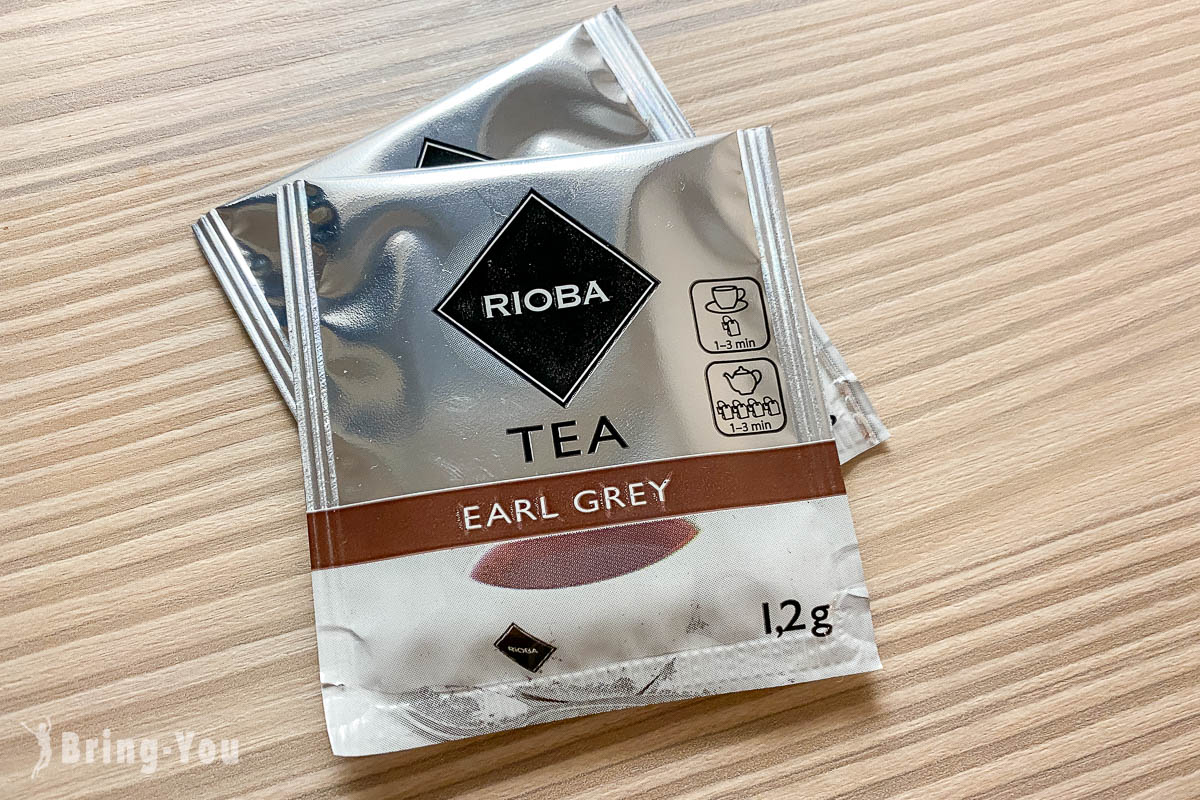 RIOBA
1-3 min
1-3 min
TEA
EARL GREY
1,2g
RIOBA
Bring-You